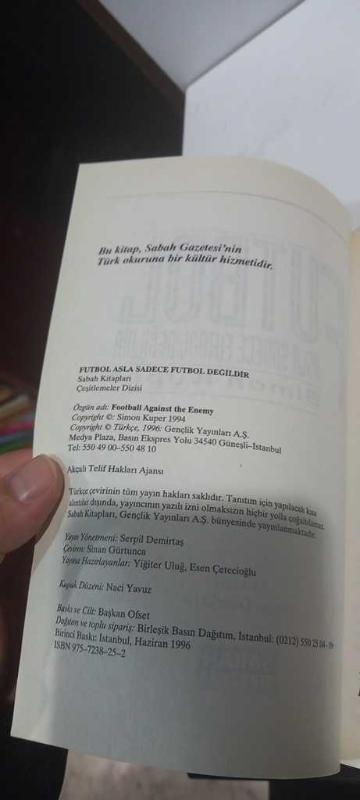 Bu kitap, Sabah Gazetesi'nin
Türk okuruna bir kültür hizmetidir.
FUTBOL ASLA SADECE FUTBOL DEGILDIR
Sabah Kitapları
Çeşitlemeler Dizisi
Özgün adı: Football Against the Enemy
Copyright ©: Simon Kuper 1994
Copyright © Türkçe, 1996: Gençlik Yayınları A.Ş.
Medya Plaza, Basın Ekspres Yolu 34540 Güneşli–İstanbul
Tel: 550 49 00–550 48 10
Akçalı Telif Hakları Ajansı
Türkçe çevirinin tüm yayın hakları saklıdır. Tanıtım için yapılacak kısa
alıntılar dışında, yayıncının yazılı izni olmaksızın hiçbir yolla çoğaltılamaz.
Sabah Kitapları, Gençlik Yayınları A.Ş. bünyesinde yayınlanmaktadır.
Yayın Yönetmeni: Serpil Demirtaş
Çeviren: Sinan Gürtunca
Yayına Hazırlayanlar: Yiğiter Uluğ, Esen Çetecioğlu
Kapak Düzeni: Naci Yavuz
Baskı ve Cilt: Başkan Ofset
Dağıtım ve toplu sipariş: Birleşik Basın Dağıtım, İstanbul: (0212) 550 25 04
Birinci Baskı: İstanbul, Haziran 1996
ISBN 975–7238–25–2